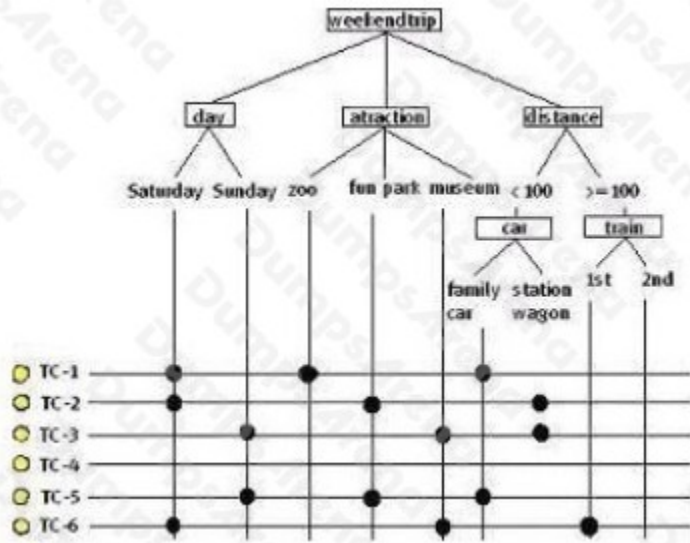 weekendtrip
day atraction distance
Saturday Sunday zoo fun park museum < 100 >=100
car train
family car station wagon 1st 2nd
TC-1
TC-2
TC-3
TC-4
TC-5
TC-6
DumpsArena